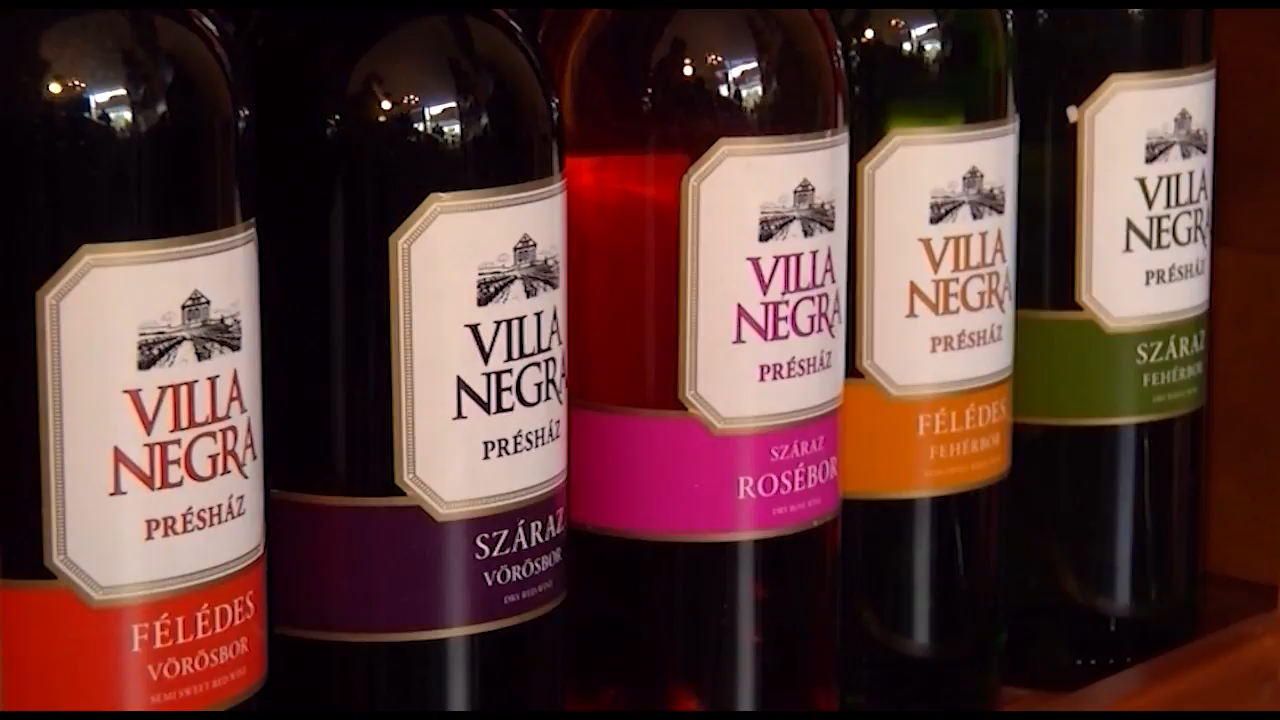 VILLA
NEGRA
PRÉSHÁZ
FÉLÉDES
VÖRÖSBOR
SEMI SWEET RED WINE
VILLA
NEGRA
PRÉSHÁZ
SZÁRAZ
VÖRÖSBOR
DRY RED WINE
VILLA
NEGRA
PRÉSHÁZ
SZÁRAZ
ROSÉBOR
DRY ROSE WINE
VILLA
NEGRA
PRÉSHÁZ
FÉLÉDES
FEHÉRBOR
VILLA
NEGRA
PRÉSHÁZ
SZÁRAZ
FEHÉRBOR